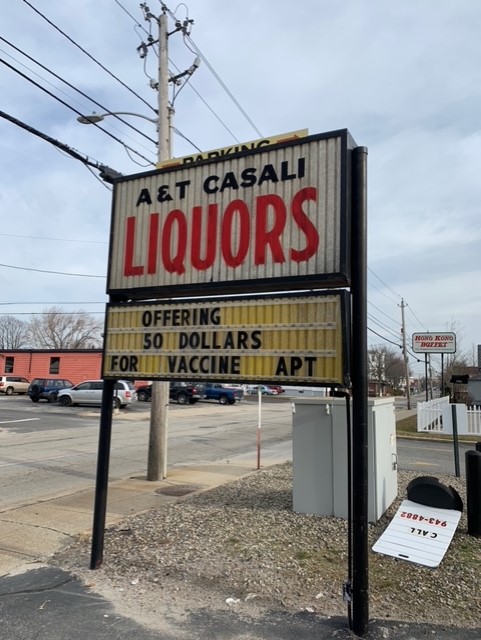 PARKING
A & T CASALI
LIQUORS
OFFERING
50 DOLLARS
FOR VACCINE APT
HONG KONG
BUFFET
CALL
943-4882